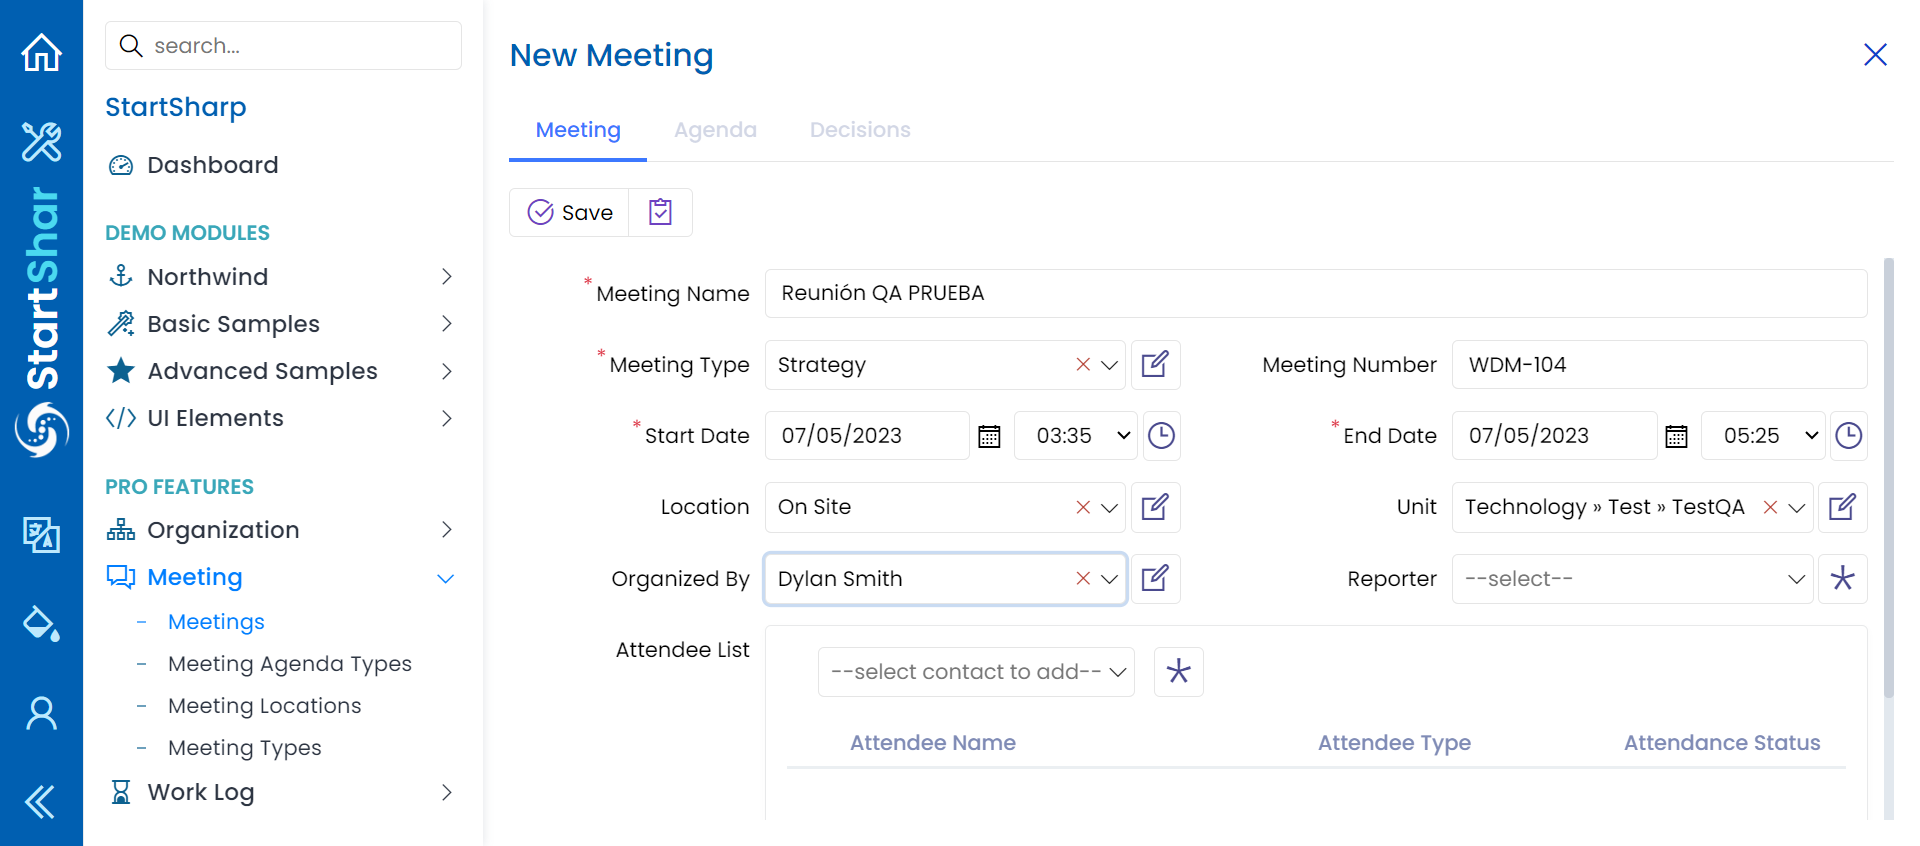 search...
StartSharp
Dashboard
DEMO MODULES
Northwind
Basic Samples
Advanced Samples
UI Elements
PRO FEATURES
Organization
Meeting
- Meetings
- Meeting Agenda Types
- Meeting Locations
- Meeting Types
Work Log
StartShar
New Meeting
Meeting Agenda Decisions
Save
* Meeting Name Reunión QA PRUEBA
* Meeting Type Strategy Meeting Number WDM-104
* Start Date 07/05/2023 03:35 * End Date 07/05/2023 05:25
Location On Site Unit Technology » Test » TestQA
Organized By Dylan Smith Reporter --select--
Attendee List --select contact to add--
Attendee Name Attendee Type Attendance Status